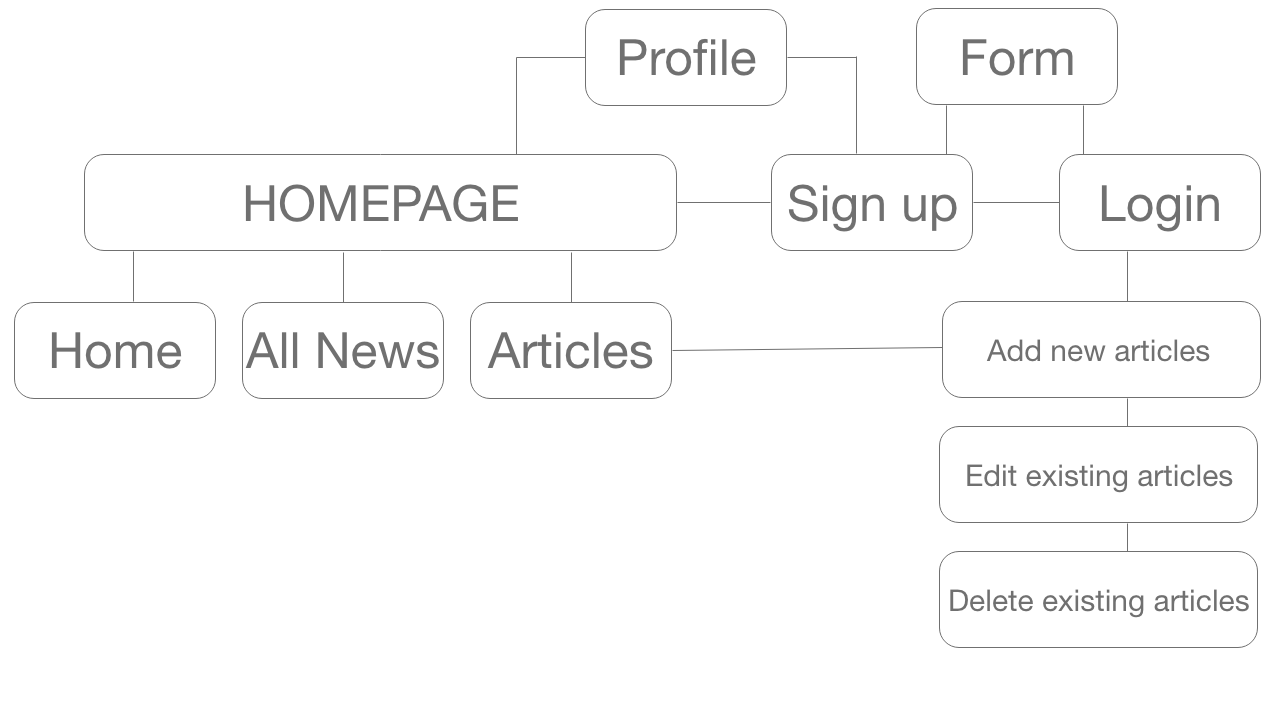 Profile
Form
HOMEPAGE
Sign up
Login
Home
All News
Articles
Add new articles
Edit existing articles
Delete existing articles